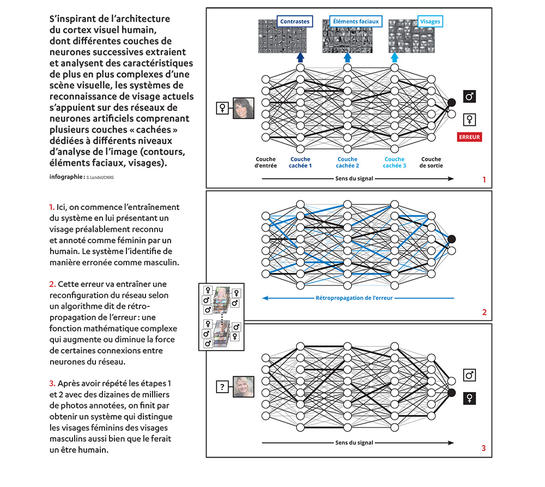 S’inspirant de l’architecture
du cortex visuel humain,
dont différentes couches de
neurones successives extraient
et analysent des caractéristiques
de plus en plus complexes d’une
scène visuelle, les systèmes de
reconnaissance de visage actuels
s’appuient sur des réseaux de
neurones artificiels comprenant
plusieurs couches « cachées »
dédiées à différents niveaux
d’analyse de l’image (contours,
éléments faciaux, visages).
infographie :
1. Ici, on commence l’entraînement
du système en lui présentant un
visage préalablement reconnu
et annoté comme féminin par un
humain. Le système l’identifie de
manière erronée comme masculin.
2. Cette erreur va entraîner une
reconfiguration du réseau selon
un algorithme dit de rétro-
propagation de l’erreur : une
fonction mathématique complexe
qui augmente ou diminue la force
de certaines connexions entre
neurones du réseau.
3. Après avoir répété les étapes 1
et 2 avec des dizaines de milliers
de photos annotées, on finit par
obtenir un système qui distingue
les visages féminins des visages
masculins aussi bien que le ferait
un être humain.
Contrastes
Éléments faciaux
Visages
♀
♂
♀
ERREUR
Couche d’entrée
Couche cachée 1
Couche cachée 2
Couche cachée 3
Couche de sortie
Sens du signal
1
Rétropropagation de l’erreur
2
?
♂
♀
Sens du signal
3